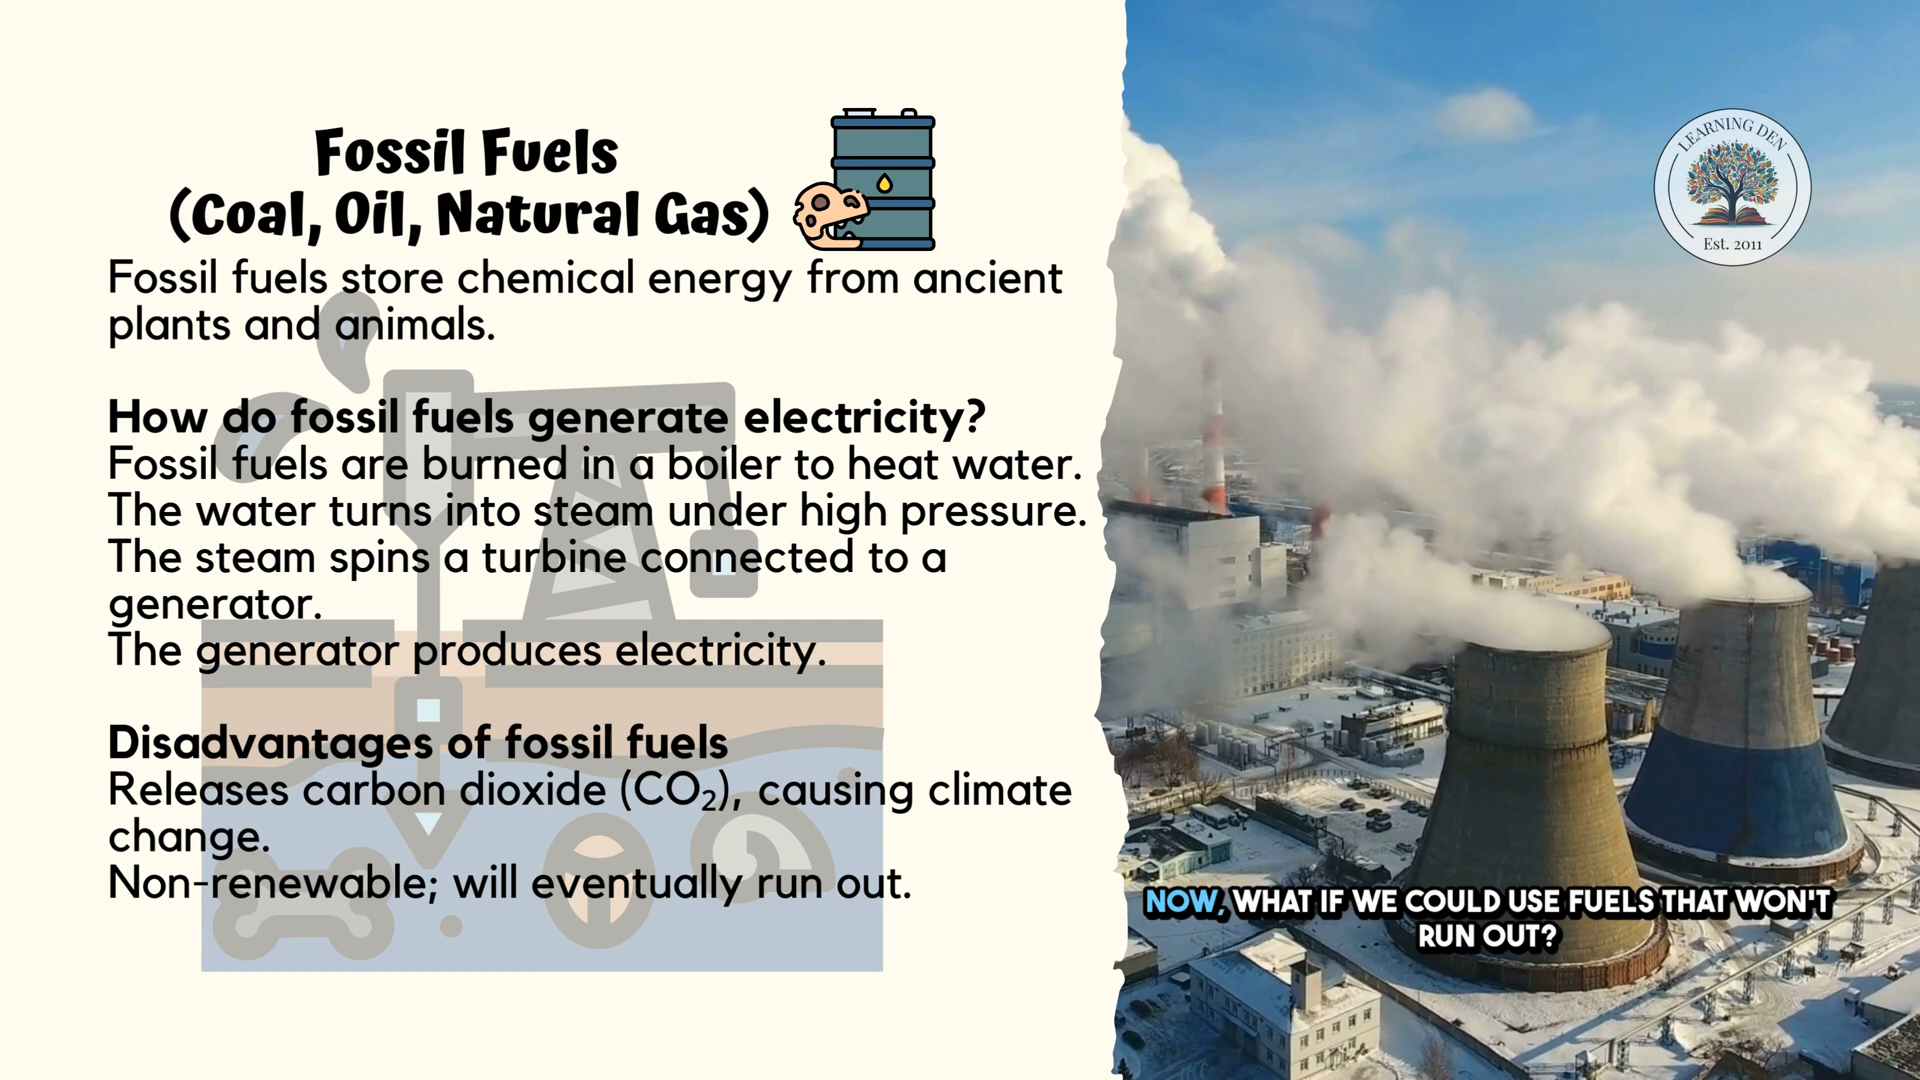 Fossil Fuels
(Coal, Oil, Natural Gas)
Fossil fuels store chemical energy from ancient
plants and animals.
How do fossil fuels generate electricity?
Fossil fuels are burned in a boiler to heat water.
The water turns into steam under high pressure.
The steam spins a turbine connected to a
generator.
The generator produces electricity.
Disadvantages of fossil fuels
Releases carbon dioxide (CO₂), causing climate
change.
Non-renewable; will eventually run out.
LEARNING DEN
Est. 2011
NOW, WHAT IF WE COULD USE FUELS THAT WON'T
RUN OUT?